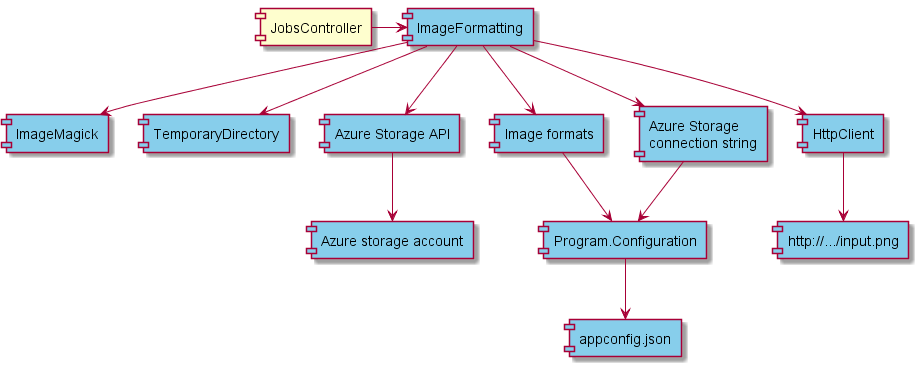 JobsController
ImageFormatting
ImageMagick
TemporaryDirectory
Azure Storage API
Image formats
Azure Storage
connection string
HttpClient
Azure storage account
Program.Configuration
http://.../input.png
appconfig.json